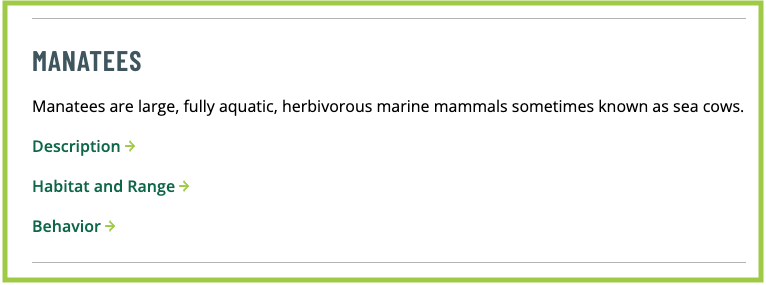 MANATEES
Manatees are large, fully aquatic, herbivorous marine mammals sometimes known as sea cows.
Description →
Habitat and Range →
Behavior →